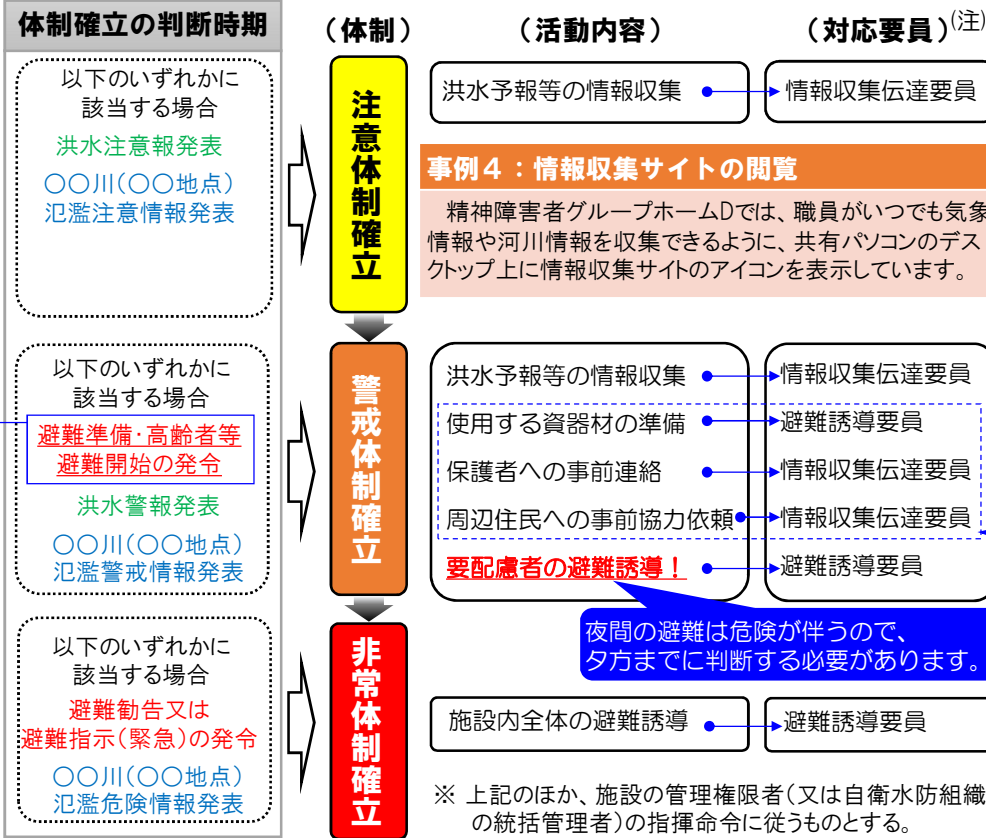 体制確立の判断時期
(体制)
(活動内容)
(対応要員)(注)
以下のいずれかに
該当する場合
洪水注意報発表
〇〇川(〇〇地点)
氾濫注意情報発表
注意体制確立
洪水予報等の情報収集
情報収集伝達要員
事例4:情報収集サイトの閲覧
精神障害者グループホームDでは、職員がいつでも気象
情報や河川情報を収集できるように、共有パソコンのデス
クトップ上に情報収集サイトのアイコンを表示しています。
以下のいずれかに
該当する場合
避難準備・高齢者等
避難開始の発令
洪水警報発表
〇〇川(〇〇地点)
氾濫警戒情報発表
警戒体制確立
洪水予報等の情報収集
情報収集伝達要員
使用する資器材の準備
避難誘導要員
保護者への事前連絡
情報収集伝達要員
周辺住民への事前協力依頼
情報収集伝達要員
要配慮者の避難誘導!
避難誘導要員
夜間の避難は危険が伴うので、
夕方までに判断する必要があります。
以下のいずれかに
該当する場合
避難勧告又は
避難指示(緊急)の発令
〇〇川(〇〇地点)
氾濫危険情報発表
非常体制確立
施設内全体の避難誘導
避難誘導要員
※ 上記のほか、施設の管理権限者(又は自衛水防組織
の統括管理者)の指揮命令に従うものとする。